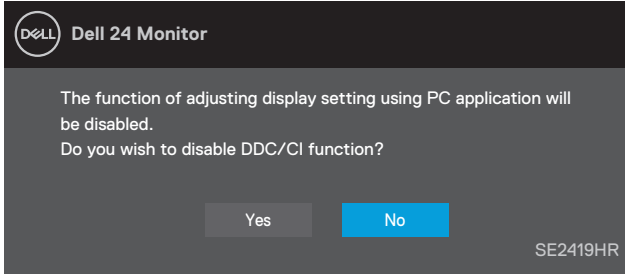 DELL Dell 24 Monitor
The function of adjusting display setting using PC application will
be disabled.
Do you wish to disable DDC/CI function?
Yes No
SE2419HR